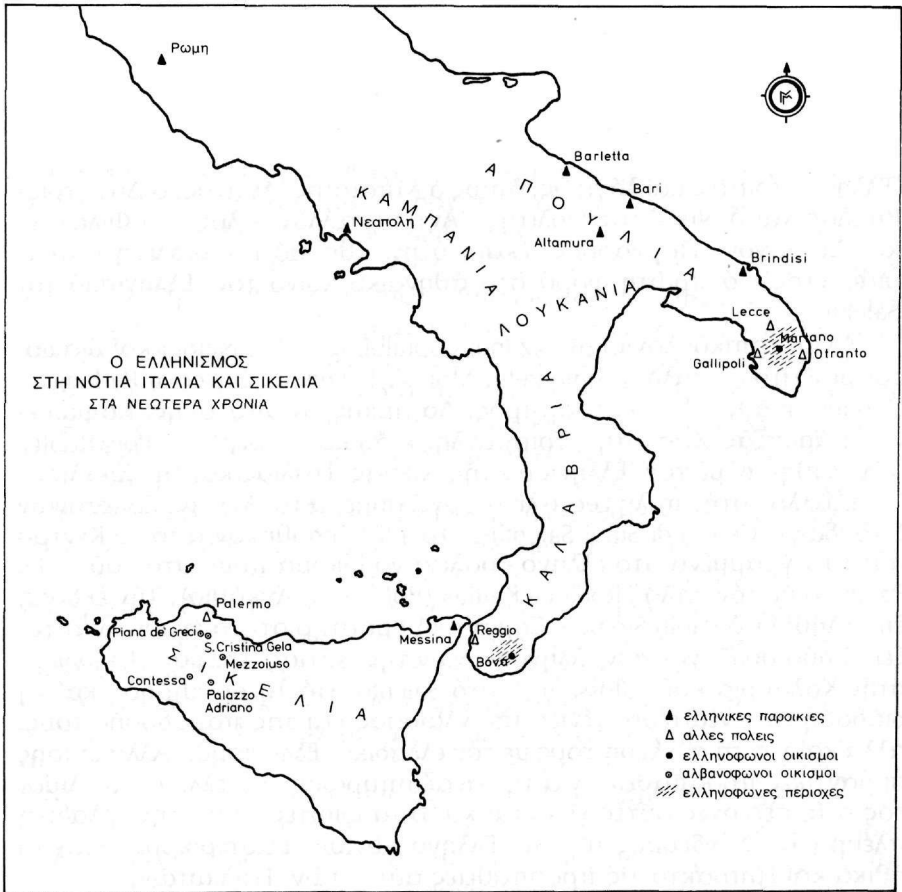 Ρωμη
Barletta
Bari
Altamura
Νεαπολη
ΚΑΜΠΑΝΙΑ
ΑΠΟΥΛΙΑ
Brindisi
ΛΟΥΚΑΝΙΑ
Lecce
Martano
Otranto
Gallipoli
Ο ΕΛΛΗΝΙΣΜΟΣ
ΣΤΗ ΝΟΤΙΑ ΙΤΑΛΙΑ ΚΑΙ ΣΙΚΕΛΙΑ
ΣΤΑ ΝΕΩΤΕΡΑ ΧΡΟΝΙΑ
ΚΑΛΑΒΡΙΑ
Palermo
Piana de' Greci
S. Cristina Gela
Mezzoiuso
Contessa
Palazzo
Adriano
ΣΙΚΕΛΙΑ
Messina
Reggio
Bova
ελληνικες παροικιες
αλλες πολεις
ελληνοφωνοι οικισμοι
αλβανοφωνοι οικισμοι
ελληνοφωνες περιοχες